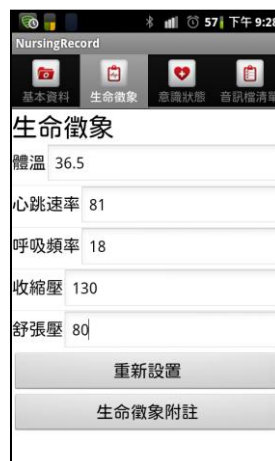 57 下午 9:28
NursingRecord
基本資料 生命徵象 意識狀態 音訊檔清單
生命徵象
體溫 36.5
心跳速率 81
呼吸頻率 18
收縮壓 130
舒張壓 80
重新設置
生命徵象附註